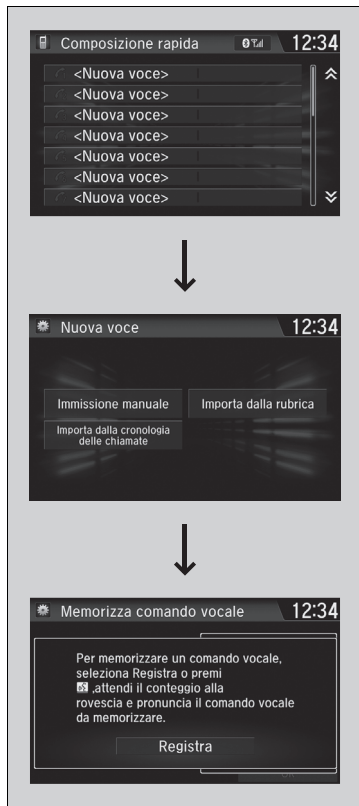 Composizione rapida 12:34
<Nuova voce>
<Nuova voce>
<Nuova voce>
<Nuova voce>
<Nuova voce>
<Nuova voce>
<Nuova voce>
Nuova voce 12:34
Immissione manuale Importa dalla rubrica
Importa dalla cronologia
delle chiamate
Memorizza comando vocale 12:34
Per memorizzare un comando vocale,
seleziona Registra o premi
,attendi il conteggio alla
rovescia e pronuncia il comando vocale
da memorizzare.
Registra